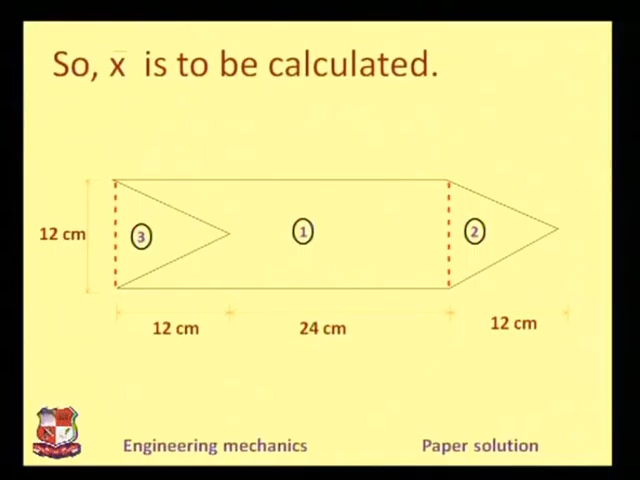 So, x̄ is to be calculated.
3
1
2
12 cm
12 cm
24 cm
12 cm
Engineering mechanics
Paper solution